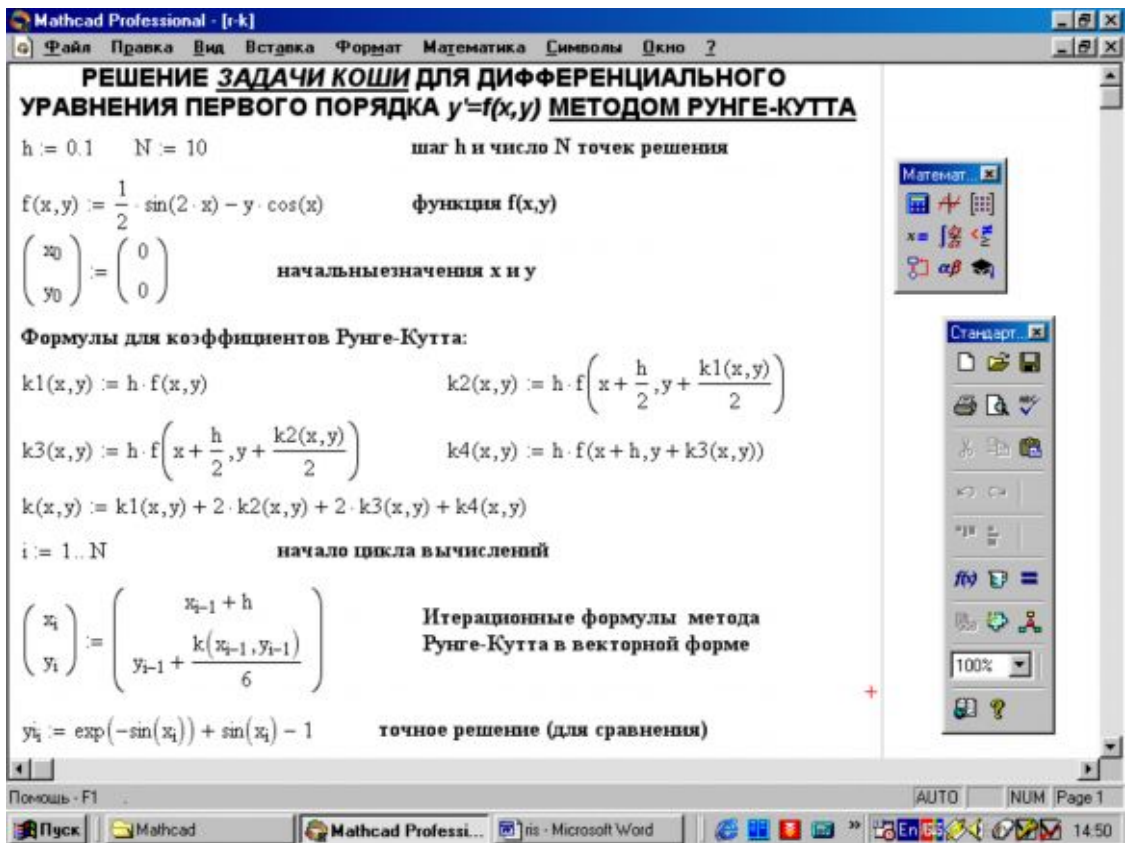 Mathcad Professional - [r-k]
Файл Правка Вид Вставка Формат Математика Символы Окно ?
РЕШЕНИЕ ЗАДАЧИ КОШИ ДЛЯ ДИФФЕРЕНЦИАЛЬНОГО
УРАВНЕНИЯ ПЕРВОГО ПОРЯДКА y'=f(x,y) МЕТОДОМ РУНГЕ-КУТТА
h := 0.1 N := 10 шаг h и число N точек решения
Математ...
f(x,y) := 1/2 · sin(2 · x) − y · cos(x) функция f(x,y)
(x0 y0) := (0 0) начальныезначения x и y
Стандарт...
Формулы для коэффициентов Рунге-Кутта:
k1(x,y) := h · f(x,y) k2(x,y) := h · f(x + h/2, y + k1(x,y)/2)
k3(x,y) := h · f(x + h/2, y + k2(x,y)/2) k4(x,y) := h · f(x + h, y + k3(x,y))
k(x,y) := k1(x,y) + 2 · k2(x,y) + 2 · k3(x,y) + k4(x,y)
i := 1.. N начало цикла вычислений
(xi yi) := (xi−1 + h yi−1 + k(xi−1, yi−1)/6) Итерационные формулы метода
Рунге-Кутта в векторной форме
100%
yii := exp(−sin(xi)) + sin(xi) − 1 точное решение (для сравнения)
Помощь - F1 AUTO NUM Page 1
Пуск Mathcad Mathcad Professi... ris - Microsoft Word » En 14:50